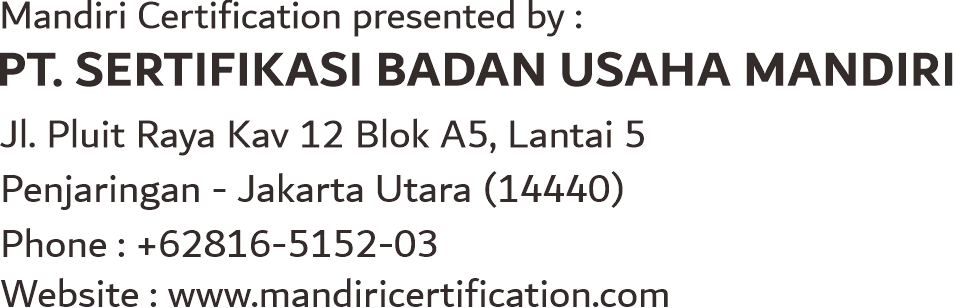 Mandiri Certification presented by :
PT. SERTIFIKASI BADAN USAHA MANDIRI
Jl. Pluit Raya Kav 12 Blok A5, Lantai 5
Penjaringan - Jakarta Utara (14440)
Phone : +62816-5152-03
Website : www.mandiricertification.com